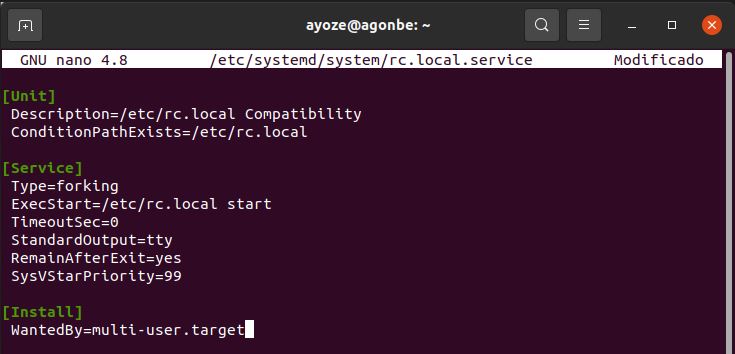 ayoze@agonbe: ~
GNU nano 4.8 /etc/systemd/system/rc.local.service Modificado
[Unit]
Description=/etc/rc.local Compatibility
ConditionPathExists=/etc/rc.local
[Service]
Type=forking
ExecStart=/etc/rc.local start
TimeoutSec=0
StandardOutput=tty
RemainAfterExit=yes
SysVStarPriority=99
[Install]
WantedBy=multi-user.target